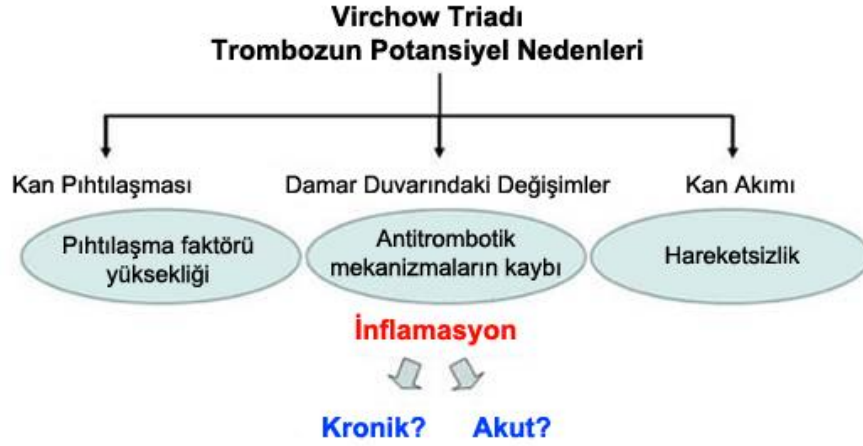 Virchow Triadı
Trombozun Potansiyel Nedenleri
Kan Pıhtılaşması
Damar Duvarındaki Değişimler
Kan Akımı
Pıhtılaşma faktörü
yüksekliği
Antitrombotik
mekanizmaların kaybı
Hareketsizlik
İnflamasyon
Kronik?
Akut?